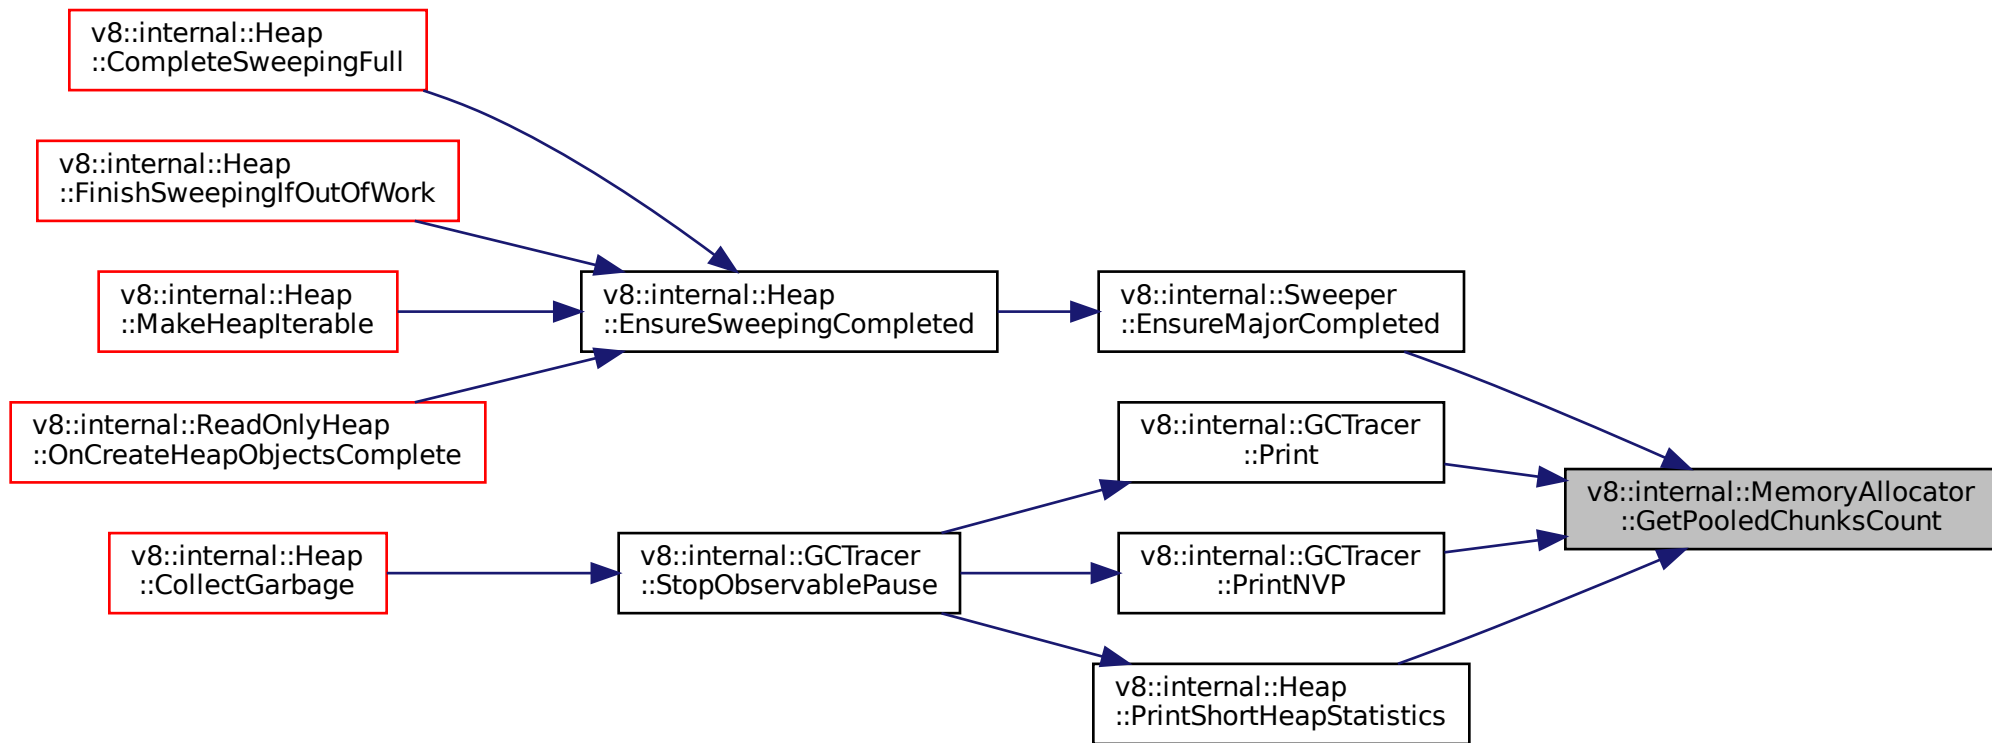 v8::internal::Heap
::CompleteSweepingFull
v8::internal::Heap
::FinishSweepingIfOutOfWork
v8::internal::Heap
::MakeHeapIterable
v8::internal::ReadOnlyHeap
::OnCreateHeapObjectsComplete
v8::internal::Heap
::CollectGarbage
v8::internal::Heap
::EnsureSweepingCompleted
v8::internal::GCTracer
::StopObservablePause
v8::internal::Sweeper
::EnsureMajorCompleted
v8::internal::GCTracer
::Print
v8::internal::GCTracer
::PrintNVP
v8::internal::Heap
::PrintShortHeapStatistics
v8::internal::MemoryAllocator
::GetPooledChunksCount